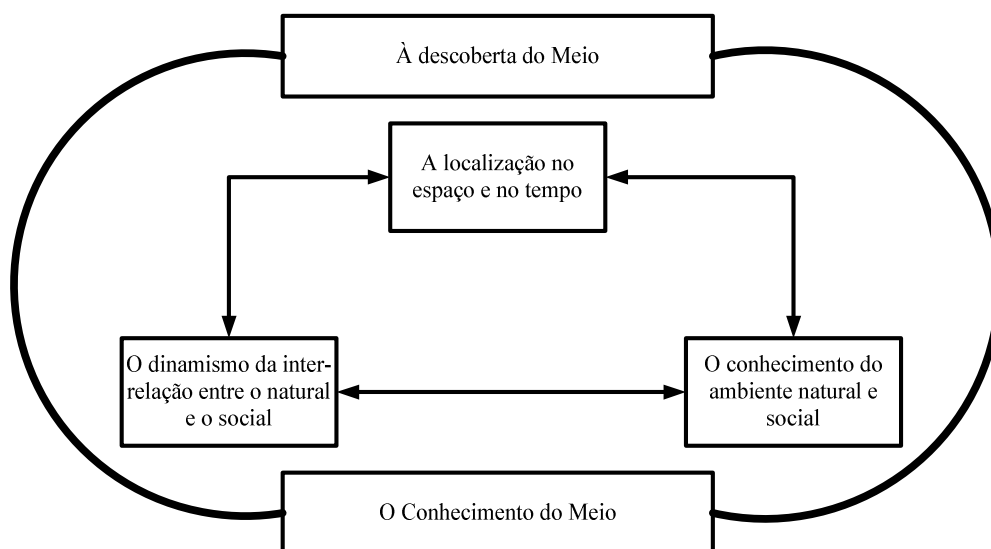 À descoberta do Meio
A localização no
espaço e no tempo
O dinamismo da inter-
relação entre o natural
e o social
O conhecimento do
ambiente natural e
social
O Conhecimento do Meio